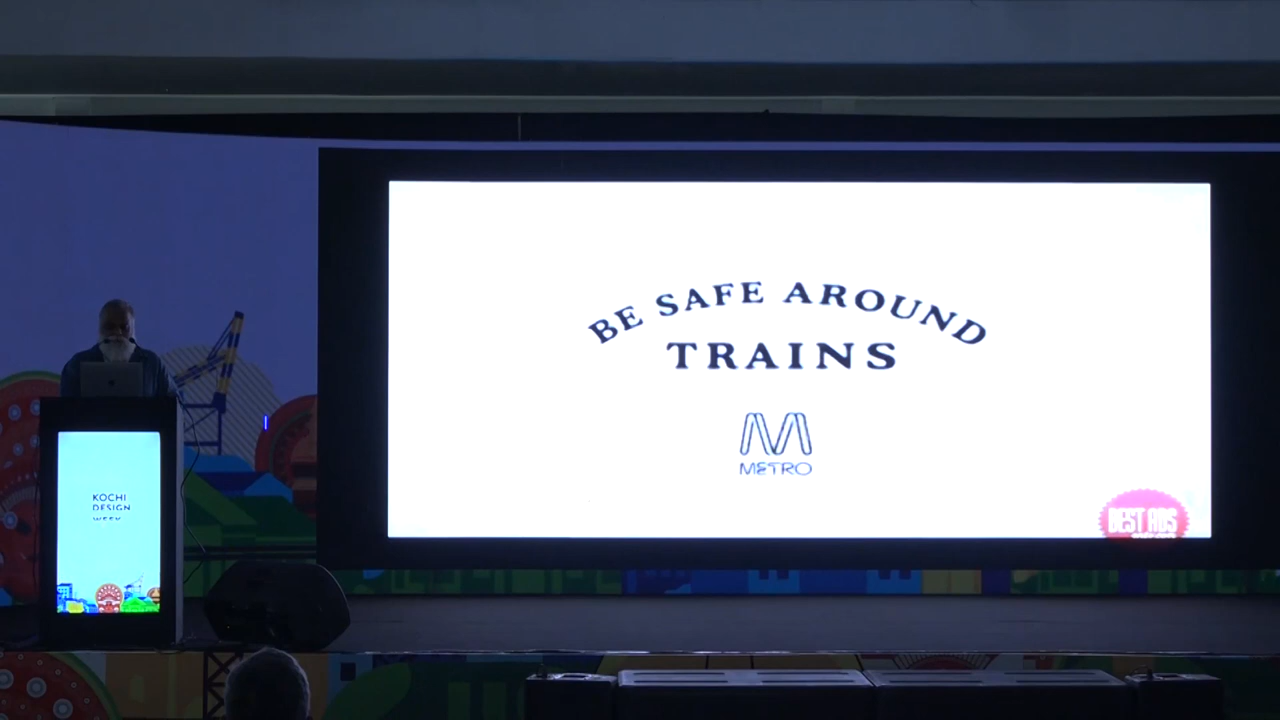 BE SAFE AROUND
TRAINS
METRO
BEST ADS
KOCHI
DESIGN
WEEK